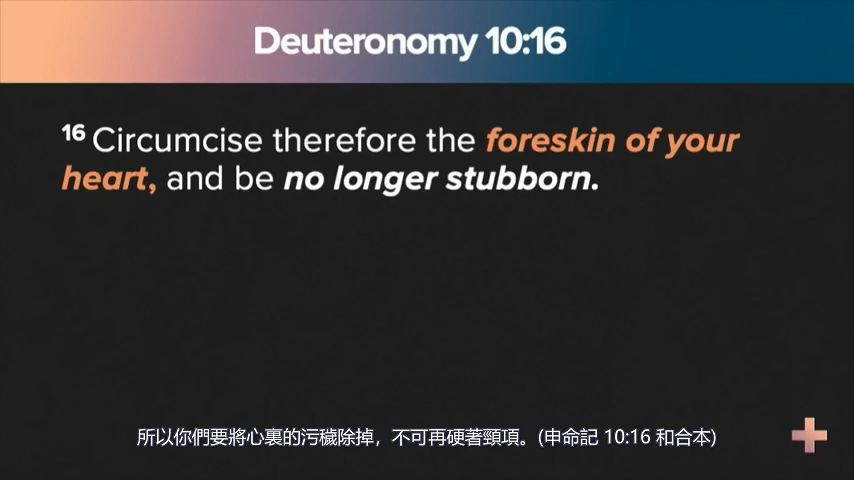 Deuteronomy 10:16
16 Circumcise therefore the foreskin of your
heart, and be no longer stubborn.
所以你們要將心裏的污穢除掉，不可再硬著頸項。(申命記 10:16 和合本)